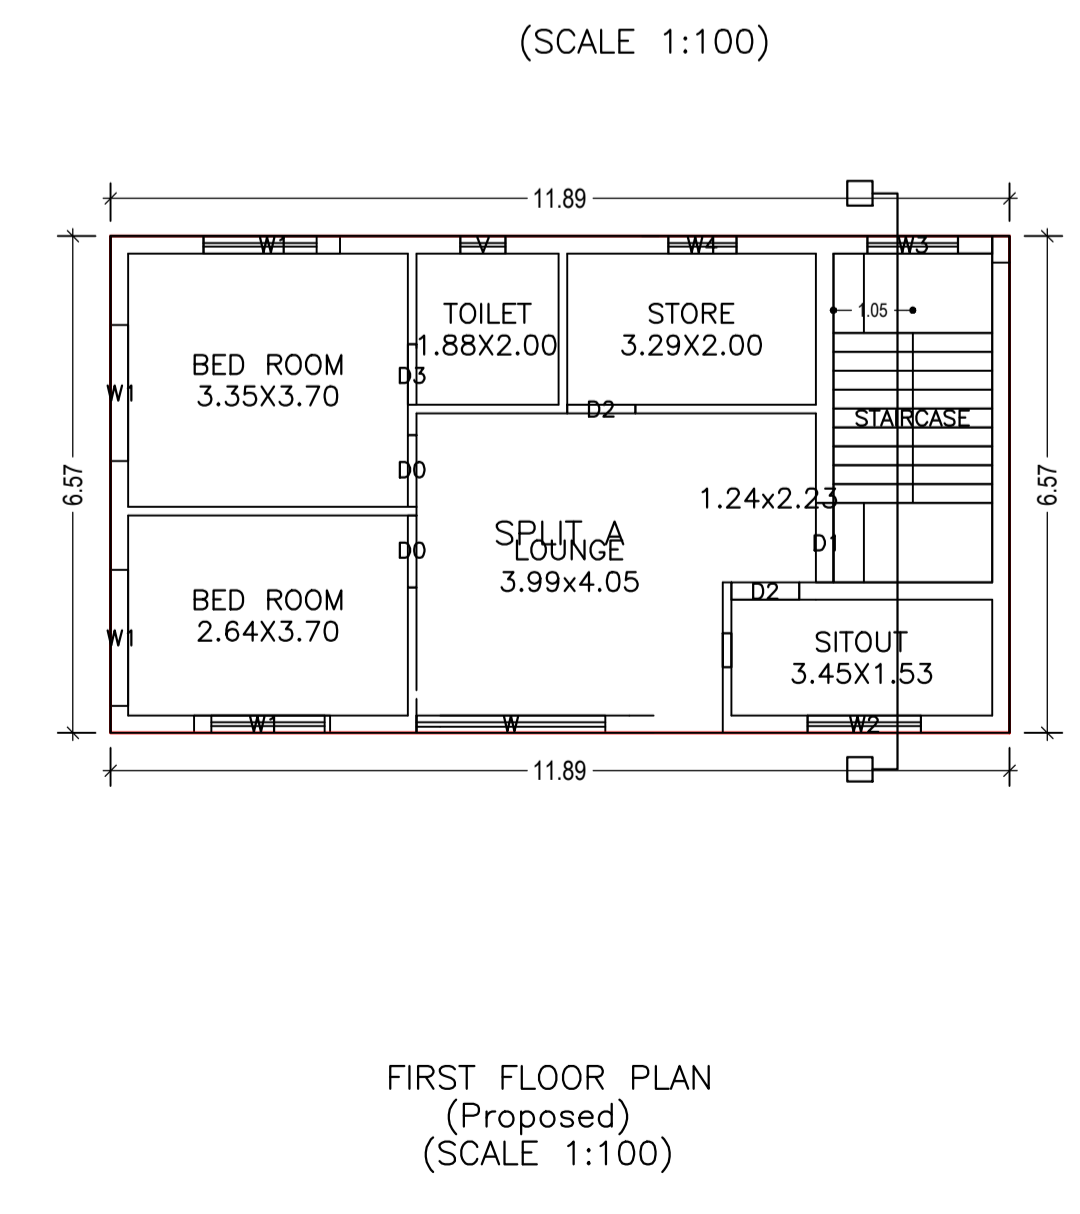 (SCALE 1:100)
11.89
W1
V
W4
W3
TOILET
1.88X2.00
STORE
3.29X2.00
1.05
BED ROOM
3.35X3.70
W1
D3
D2
STAIRCASE
6.57
6.57
D0
1.24x2.23
SPLIT A
LOUNGE
3.99x4.05
D0
D1
D2
BED ROOM
2.64X3.70
W1
SITOUT
3.45X1.53
W1
W
W2
11.89
FIRST FLOOR PLAN
(Proposed)
(SCALE 1:100)